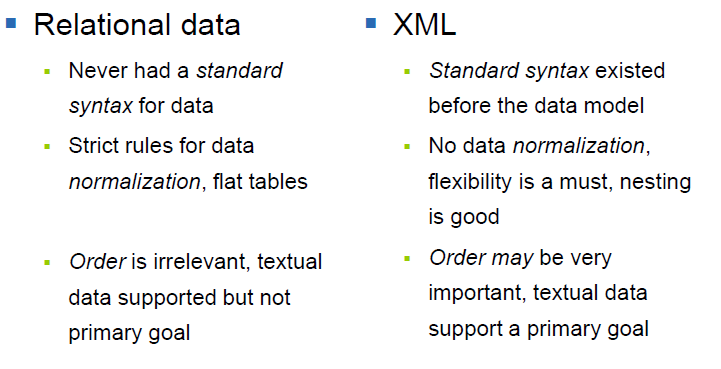 Relational data
Never had a standard
syntax for data
Strict rules for data
normalization, flat tables
Order is irrelevant, textual
data supported but not
primary goal
XML
Standard syntax existed
before the data model
No data normalization,
flexibility is a must, nesting
is good
Order may be very
important, textual data
support a primary goal